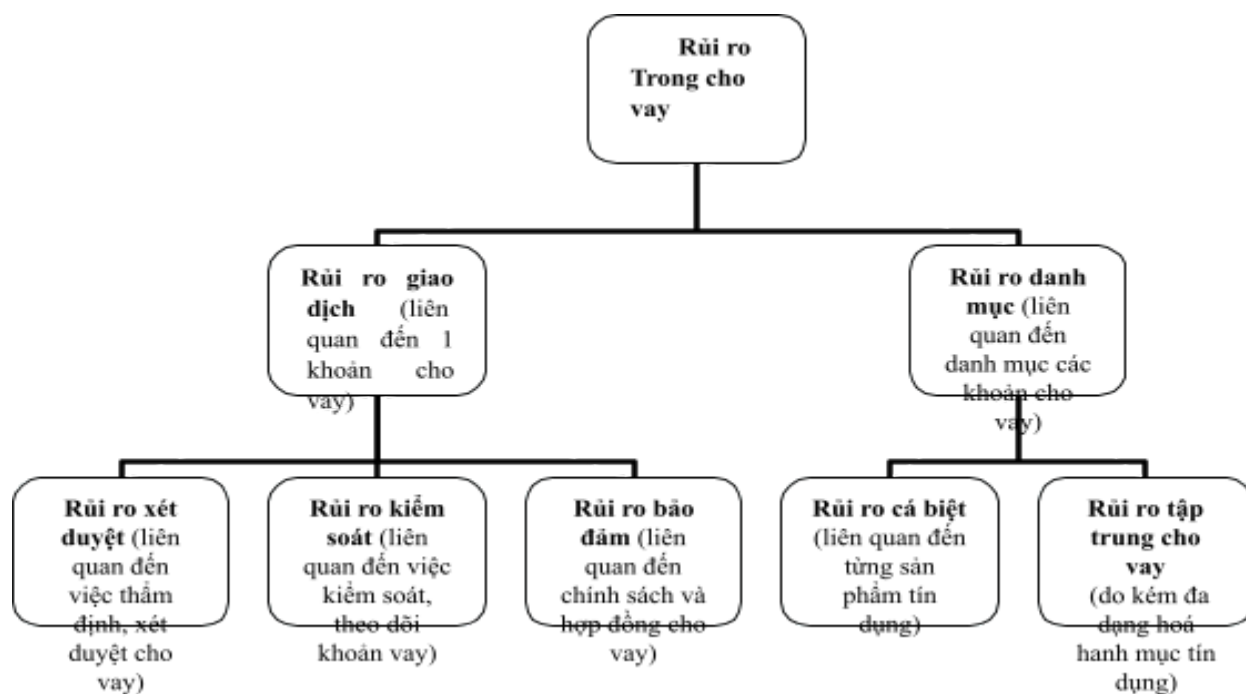 Rủi ro
Trong cho
vay
Rủi ro giao
dịch (liên
quan đến 1
khoản cho
vay)
Rủi ro danh
mục (liên
quan đến
danh mục các
khoản cho
vay)
Rủi ro xét
duyệt (liên
quan đến
việc thẩm
định, xét
duyệt cho
vay)
Rủi ro kiểm
soát (liên
quan đến việc
kiểm soát,
theo dõi
khoản vay)
Rủi ro bảo
đảm (liên
quan đến
chính sách và
hợp đồng cho
vay)
Rủi ro cá biệt
(liên quan đến
từng sản
phẩm tín
dụng)
Rủi ro tập
trung cho
vay
(do kém đa
dạng hoá
hanh mục tín
dụng)